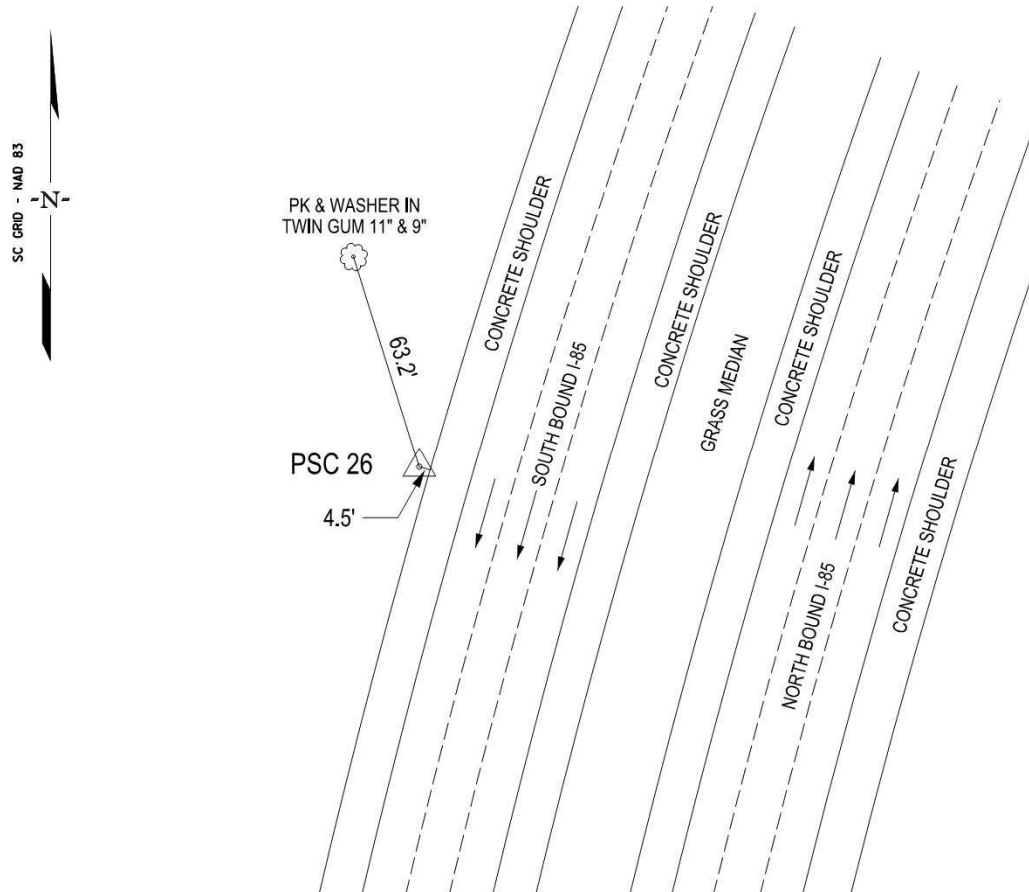 SC GRID - NAD 83
-N-
PK & WASHER IN
TWIN GUM 11" & 9"
63.2'
PSC 26
4.5'
CONCRETE SHOULDER
SOUTH BOUND I-85
CONCRETE SHOULDER
GRASS MEDIAN
CONCRETE SHOULDER
NORTH BOUND I-85
CONCRETE SHOULDER